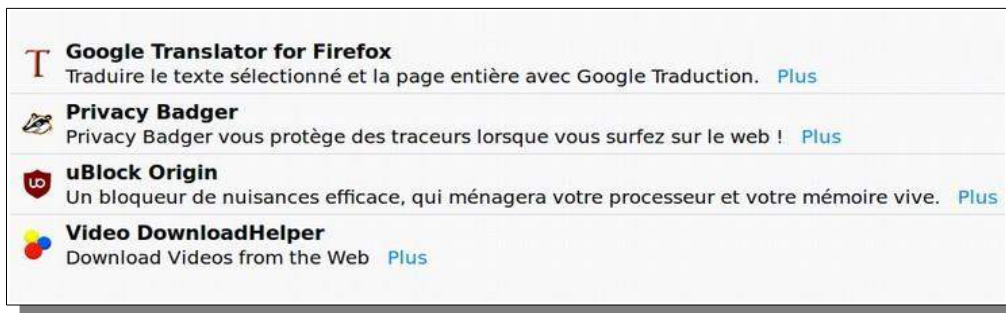 Google Translator for Firefox
Traduire le texte sélectionné et la page entière avec Google Traduction. Plus
Privacy Badger
Privacy Badger vous protège des traceurs lorsque vous surfez sur le web ! Plus
uBlock Origin
Un bloqueur de nuisances efficace, qui ménagera votre processeur et votre mémoire vive. Plus
Video DownloadHelper
Download Videos from the Web Plus